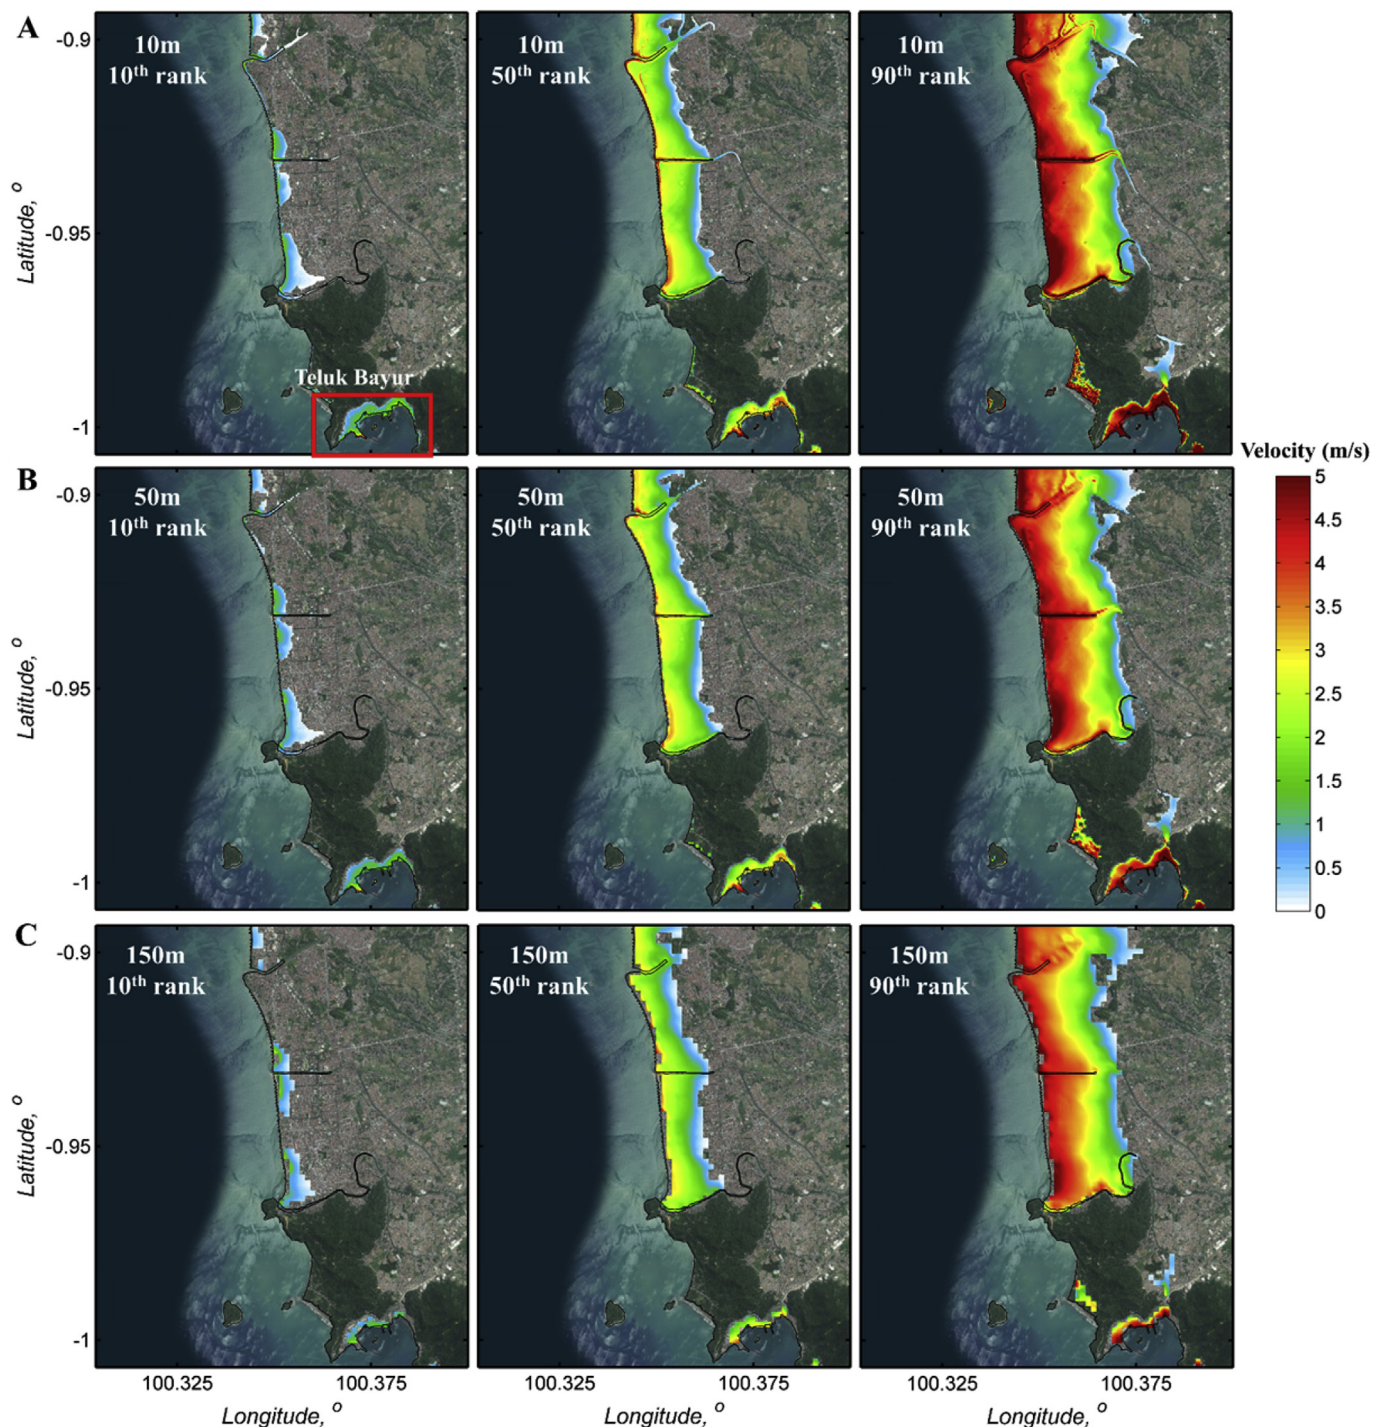 A
-0.9
-0.95
-1
Latitude, °
10m
10th rank
10m
50th rank
10m
90th rank
Teluk Bayur
B
-0.9
-0.95
-1
Latitude, °
50m
10th rank
50m
50th rank
50m
90th rank
Velocity (m/s)
5
4.5
4
3.5
3
2.5
2
1.5
1
0.5
0
C
-0.9
-0.95
-1
Latitude, °
150m
10th rank
150m
50th rank
150m
90th rank
100.325 100.375 100.325 100.375 100.325 100.375
Longitude, ° Longitude, ° Longitude, °